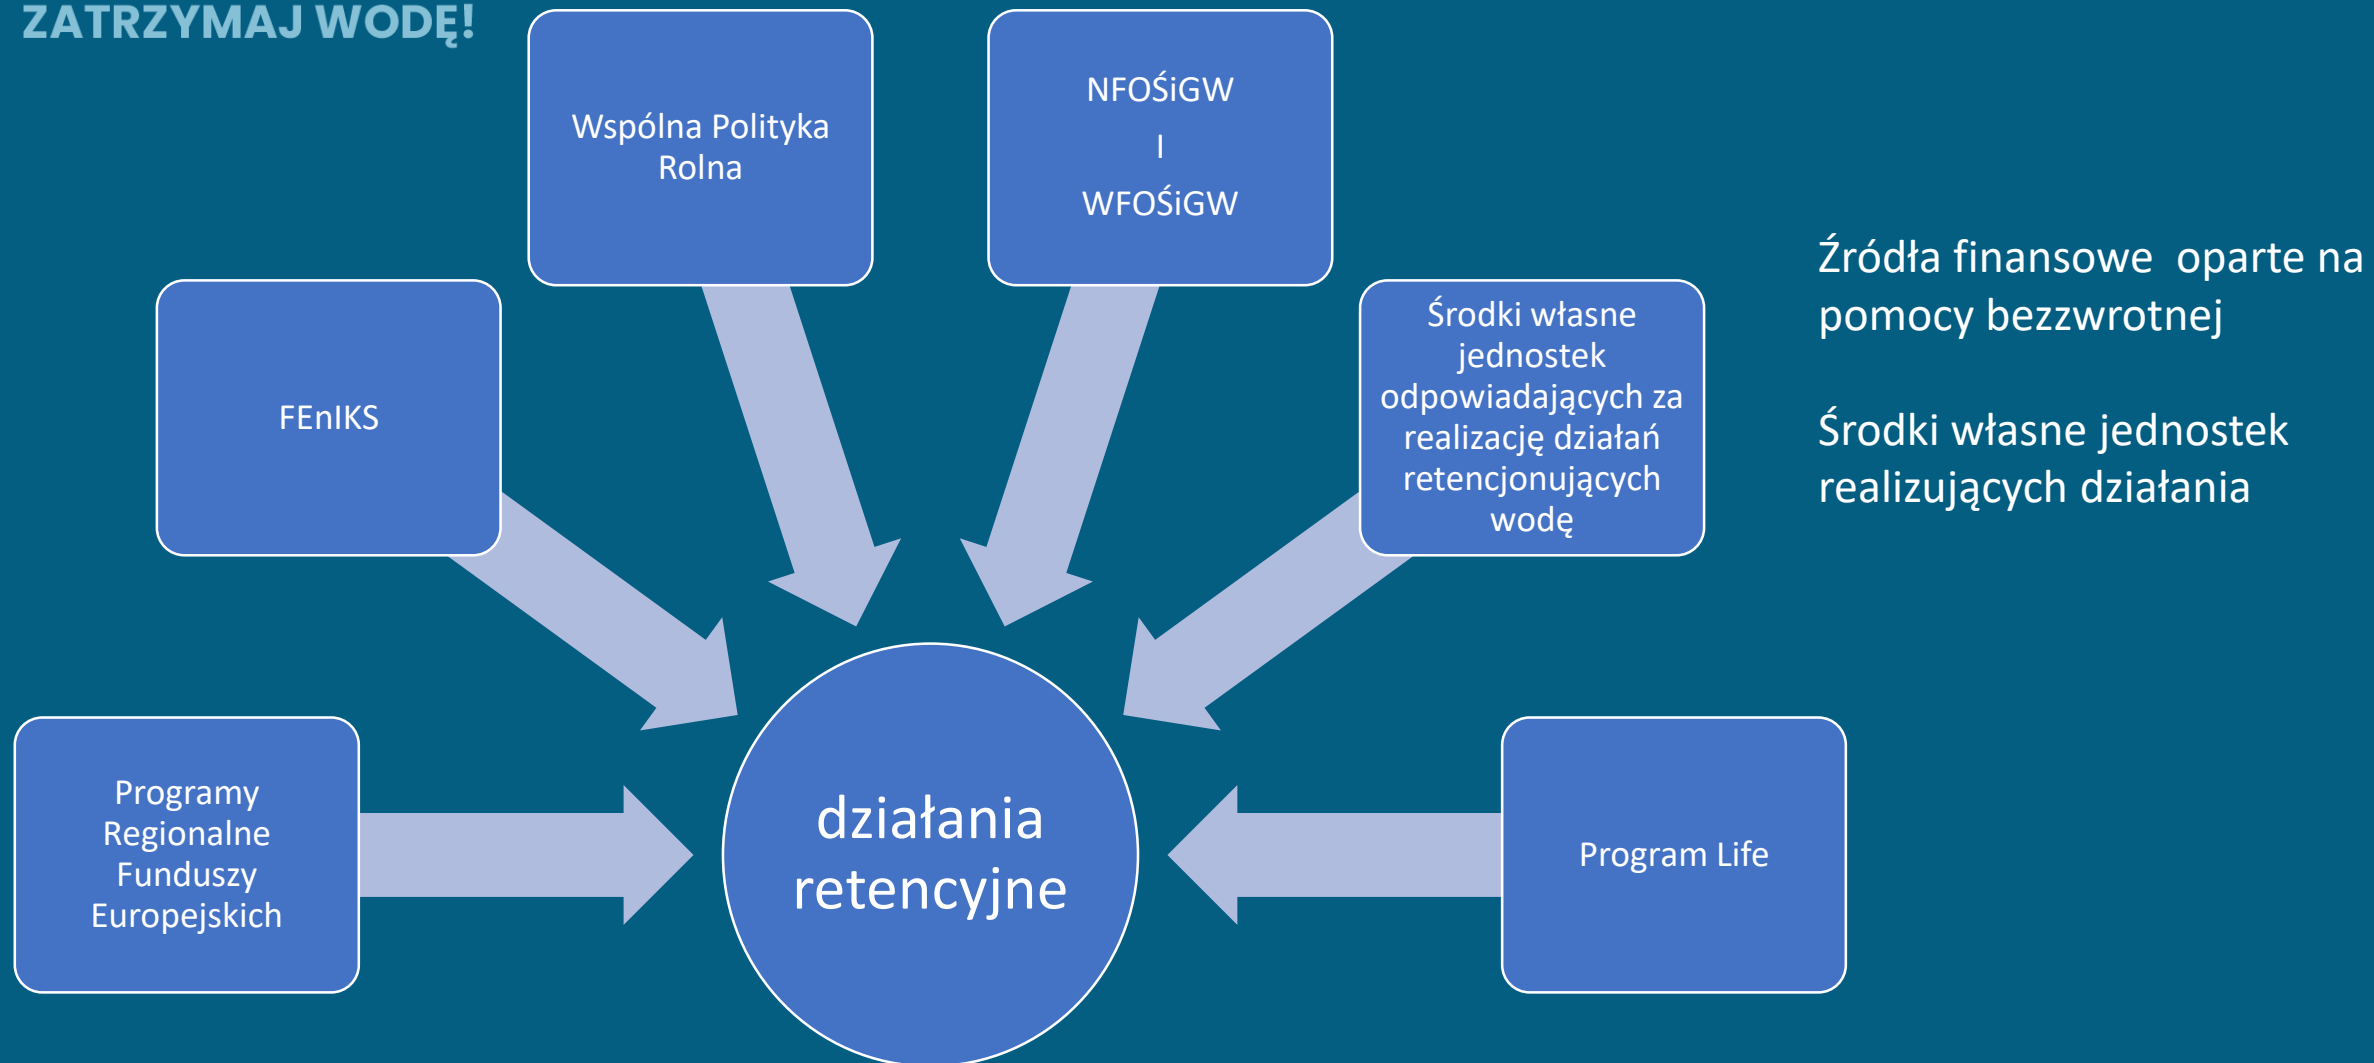 ZATRZYMAJ WODĘ!
Wspólna Polityka
Rolna
NFOŚiGW
I
WFOŚiGW
FEnIKS
Środki własne
jednostek
odpowiadających za
realizację działań
retencjonujących
wodę
Źródła finansowe oparte na
pomocy bezzwrotnej
Środki własne jednostek
realizujących działania
Programy
Regionalne
Funduszy
Europejskich
działania
retencyjne
Program Life